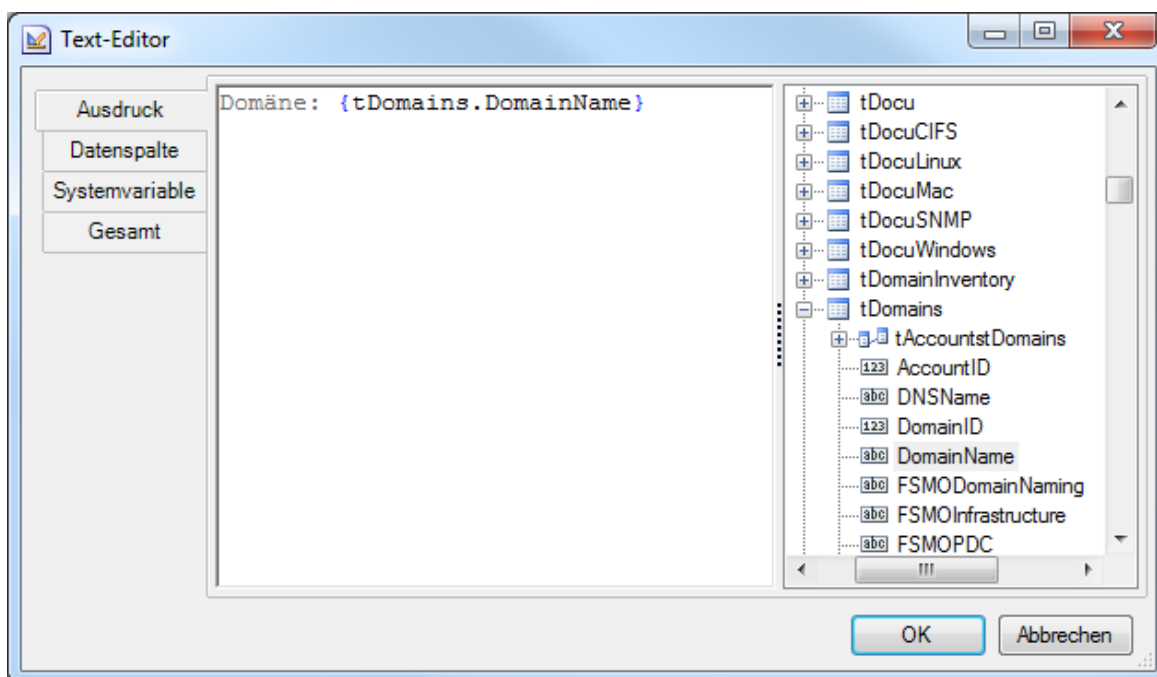 Text-Editor
Ausdruck
Datenspalte
Systemvariable
Gesamt
Domäne: {tDomains.DomainName}
tDocu
tDocuCIFS
tDocuLinux
tDocuMac
tDocuSNMP
tDocuWindows
tDomainInventory
tDomains
tAccountstDomains
123 AccountID
abc DNSName
123 DomainID
abc DomainName
abc FSMODomainNaming
abc FSMOInfrastructure
abc FSMOPDC
OK
Abbrechen